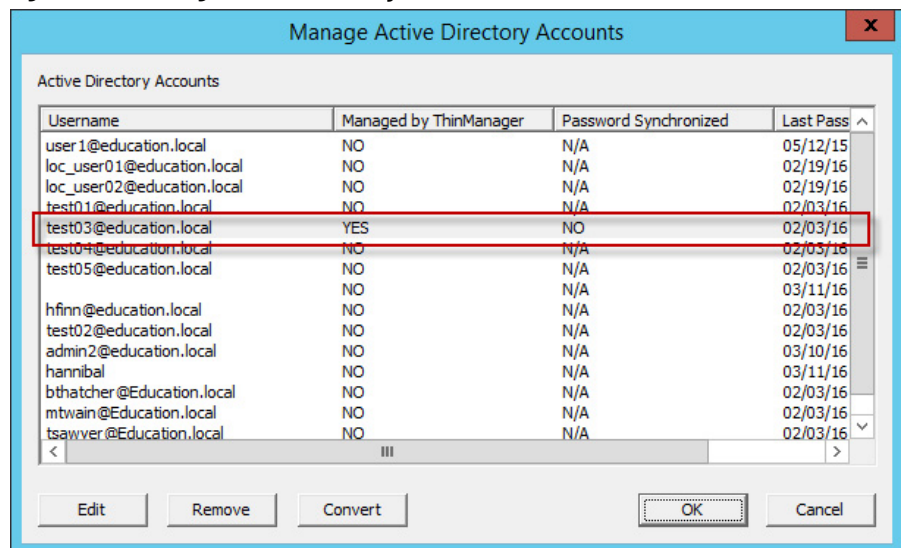 Manage Active Directory Accounts
x
Active Directory Accounts
Username Managed by ThinManager Password Synchronized Last Pass
user1@education.local NO N/A 05/12/15
loc_user01@education.local NO N/A 02/19/16
loc_user02@education.local NO N/A 02/19/16
test01@education.local NO N/A 02/03/16
test03@education.local YES NO 02/03/16
test04@education.local NO N/A 02/03/16
test05@education.local NO N/A 02/03/16
NO N/A 03/11/16
hfinn@education.local NO N/A 02/03/16
test02@education.local NO N/A 02/03/16
admin2@education.local NO N/A 03/10/16
hannibal NO N/A 03/11/16
bthatcher@Education.local NO N/A 02/03/16
mtwain@Education.local NO N/A 02/03/16
tsawyer@Education.local NO N/A 02/03/16
Edit Remove Convert OK Cancel